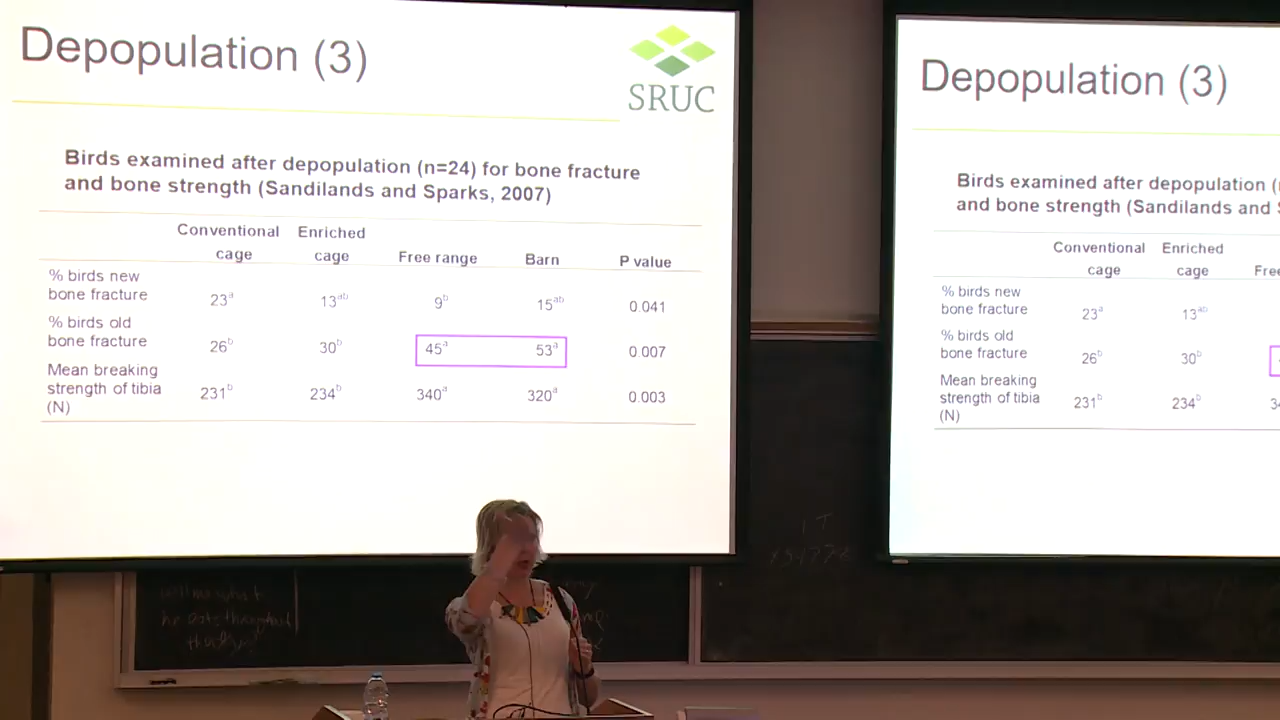 Depopulation (3)
SRUC
Birds examined after depopulation (n=24) for bone fracture
and bone strength (Sandilands and Sparks, 2007)
Conventional cage Enriched cage Free range Barn P value
% birds new
bone fracture 23ᵃ 13ᵃᵇ 9ᵇ 15ᵃᵇ 0.041
% birds old
bone fracture 26ᵇ 30ᵇ 45ᵃ 53ᵃ 0.007
Mean breaking
strength of tibia
(N) 231ᵇ 234ᵇ 340ᵃ 320ᵃ 0.003
Depopulation (3)
Birds examined after depopulation (
and bone strength (Sandilands and
Conventional cage Enriched cage
% birds new
bone fracture 23ᵃ 13ᵃᵇ
% birds old
bone fracture 26ᵇ 30ᵇ
Mean breaking
strength of tibia
(N) 231ᵇ 234ᵇ
he eats throughout